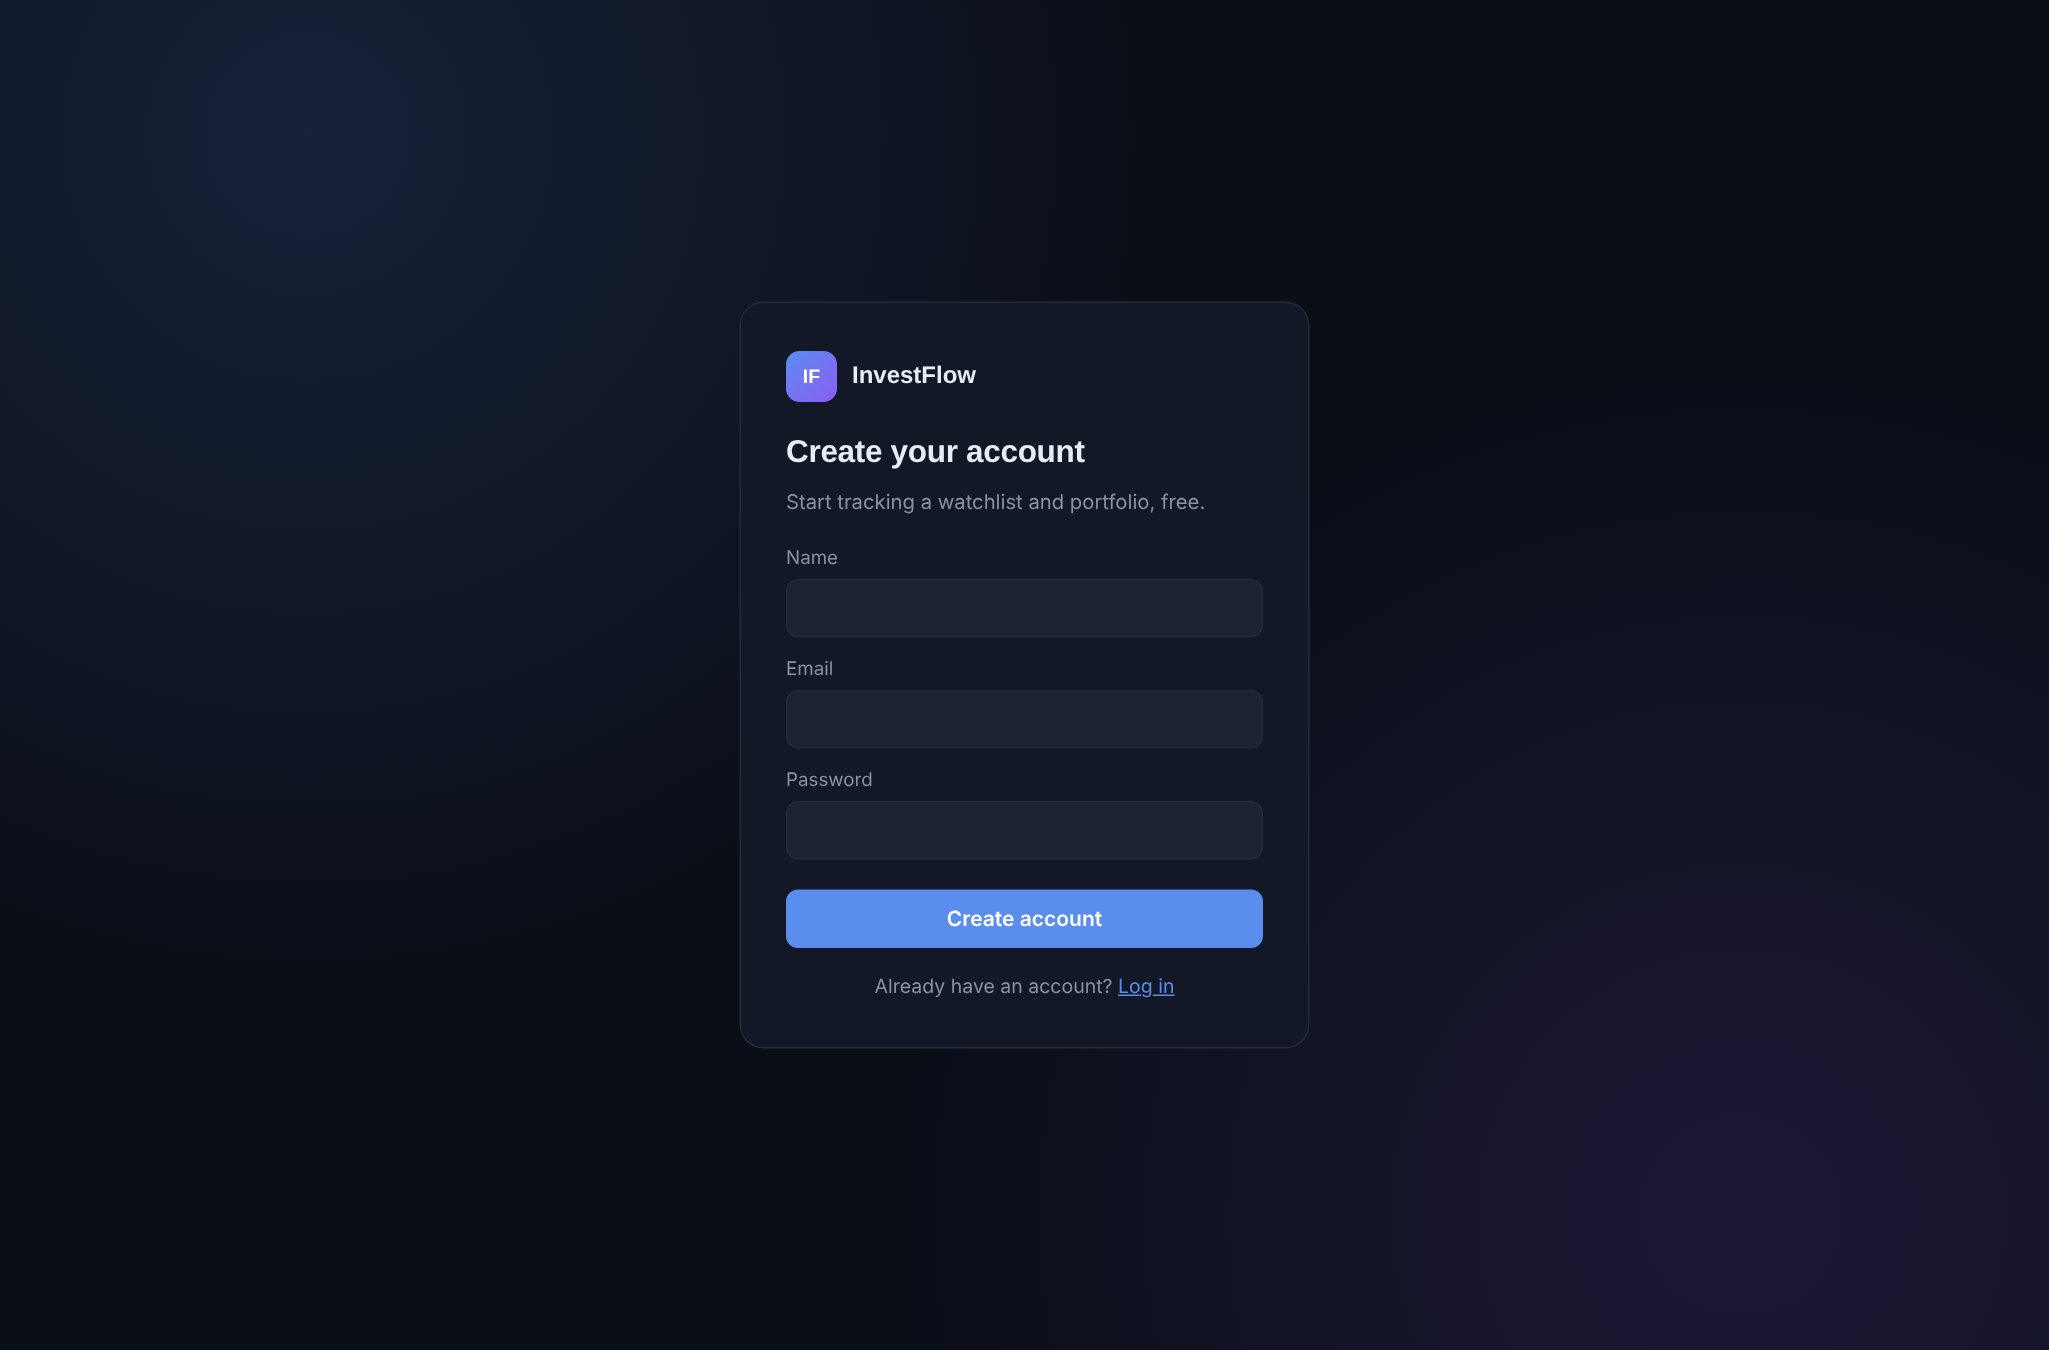 IF InvestFlow
Create your account
Start tracking a watchlist and portfolio, free.
Name
Email
Password
Create account
Already have an account? Log in